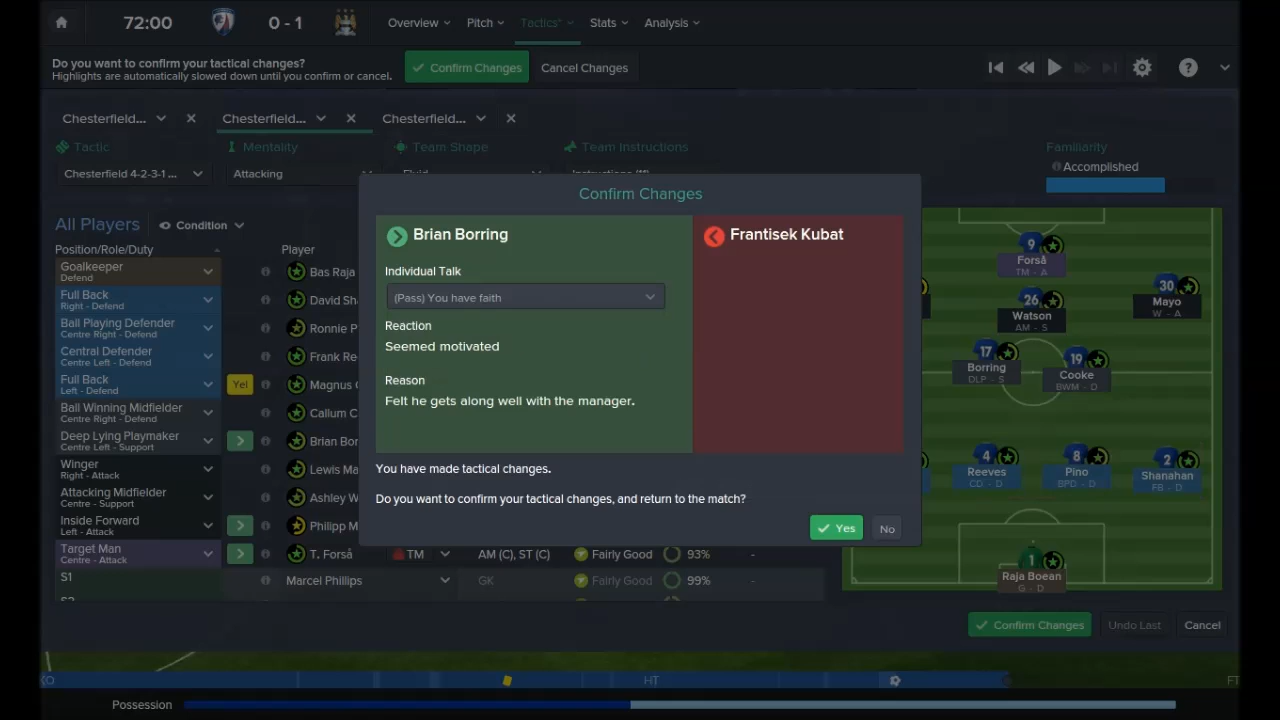 72:00
0 - 1
Overview
Pitch
Tactics*
Stats
Analysis
Do you want to confirm your tactical changes?
Highlights are automatically slowed down until you confirm or cancel.
Confirm Changes
Cancel Changes
?
Chesterfield...
Chesterfield...
Chesterfield...
Tactic
Mentality
Team Shape
Team Instructions
Familiarity
Chesterfield 4-2-3-1 ...
Attacking
Accomplished
Confirm Changes
Brian Borring
Individual Talk
(Pass) You have faith
Reaction
Seemed motivated
Reason
Felt he gets along well with the manager.
Frantisek Kubat
You have made tactical changes.
Do you want to confirm your tactical changes, and return to the match?
Yes
No
All Players
Condition
Position/Role/Duty
Player
Goalkeeper
Defend
Bas Raja
Full Back
Right - Defend
David Sh
Ball Playing Defender
Centre Right - Defend
Ronnie P
Central Defender
Centre Left - Defend
Frank Re
Full Back
Left - Defend
Yel
Magnus
Ball Winning Midfielder
Centre Right - Defend
Callum C
Deep Lying Playmaker
Centre Left - Support
Brian Bor
Winger
Right - Attack
Lewis Ma
Attacking Midfielder
Centre - Support
Ashley W
Inside Forward
Left - Attack
Philipp M
Target Man
Centre - Attack
T. Forså
TM
AM (C), ST (C)
Fairly Good
93%
-
S1
Marcel Phillips
GK
Fairly Good
99%
-
9
Forså
TM - A
26
Watson
AM - S
30
Mayo
W - A
17
Borring
DLP - S
19
Cooke
BWM - D
4
Reeves
CD - D
8
Pino
BPD - D
2
Shanahan
FB - D
1
Raja Boean
G - D
Confirm Changes
Undo Last
Cancel
KO
HT
FT
Possession